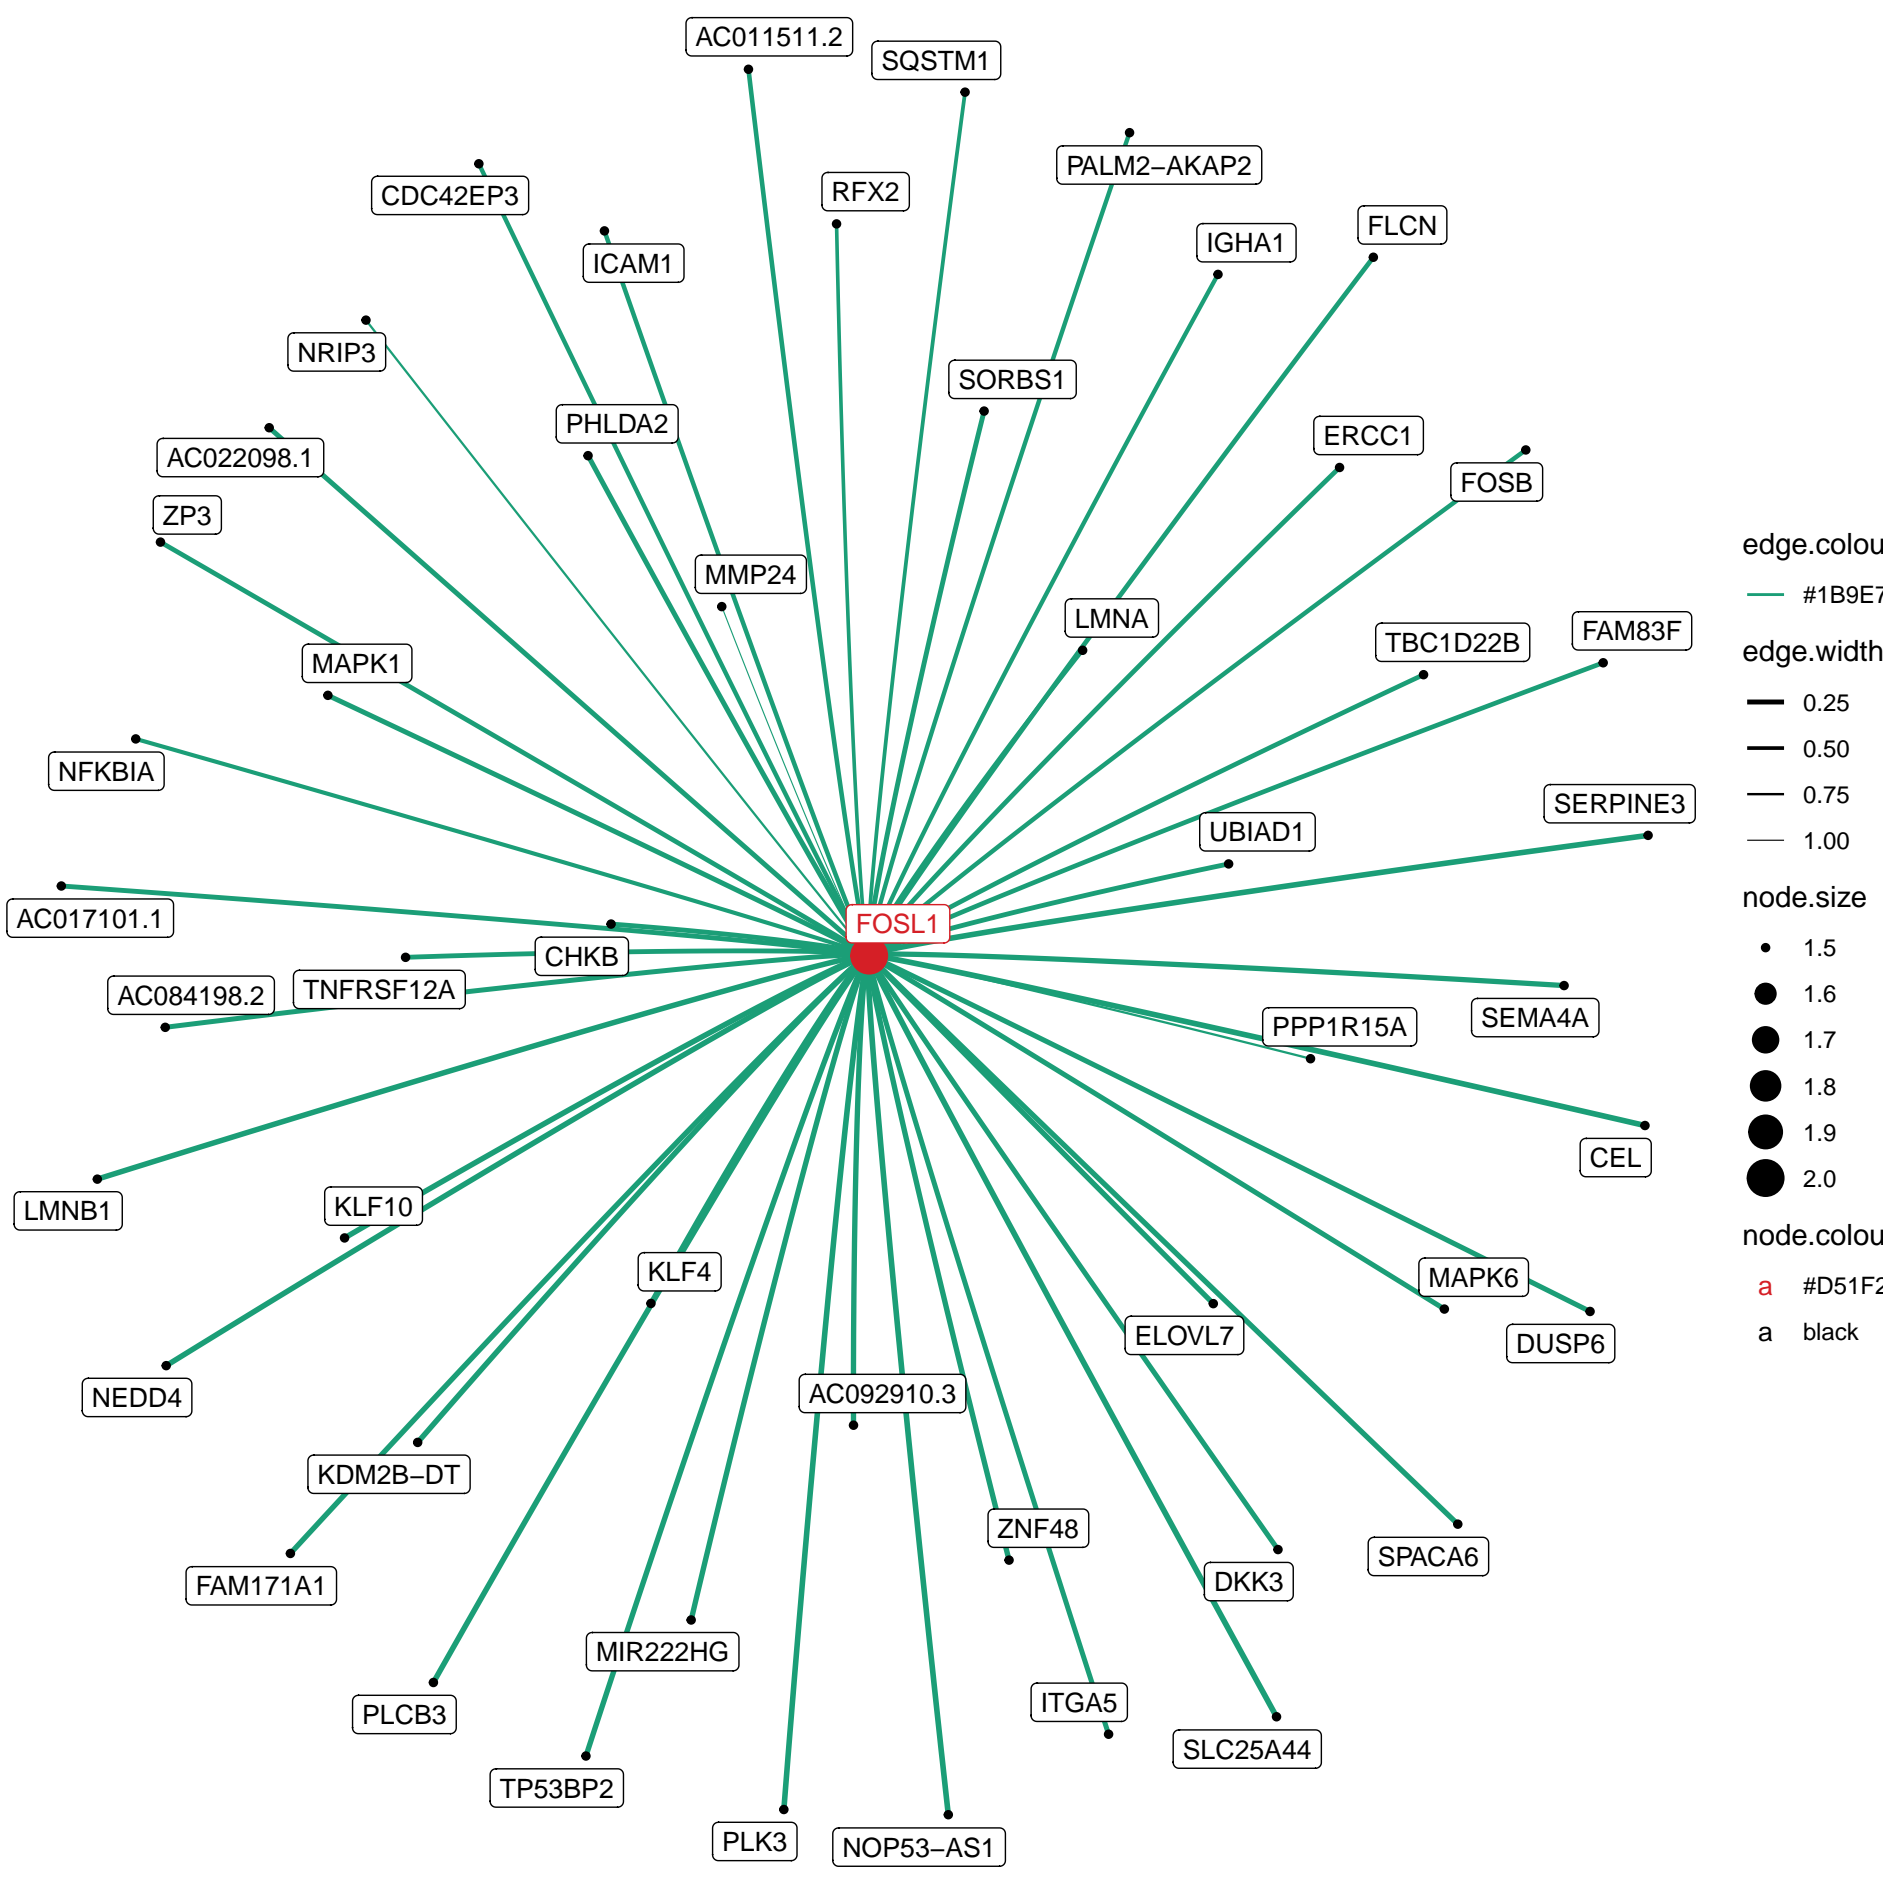 AC011511.2
SQSTM1
PALM2−AKAP2
CDC42EP3
RFX2
FLCN
IGHA1
ICAM1
NRIP3
SORBS1
PHLDA2
ERCC1
AC022098.1
FOSB
ZP3
MMP24
LMNA
FAM83F
TBC1D22B
MAPK1
NFKBIA
SERPINE3
UBIAD1
AC017101.1
FOSL1
CHKB
TNFRSF12A
AC084198.2
SEMA4A
PPP1R15A
CEL
KLF10
LMNB1
KLF4
MAPK6
ELOVL7
DUSP6
AC092910.3
NEDD4
KDM2B−DT
ZNF48
SPACA6
DKK3
FAM171A1
MIR222HG
ITGA5
PLCB3
SLC25A44
TP53BP2
PLK3
NOP53−AS1
edge.colou
#1B9E7
edge.width
0.25
0.50
0.75
1.00
node.size
1.5
1.6
1.7
1.8
1.9
2.0
node.colou
a #D51F2
a black